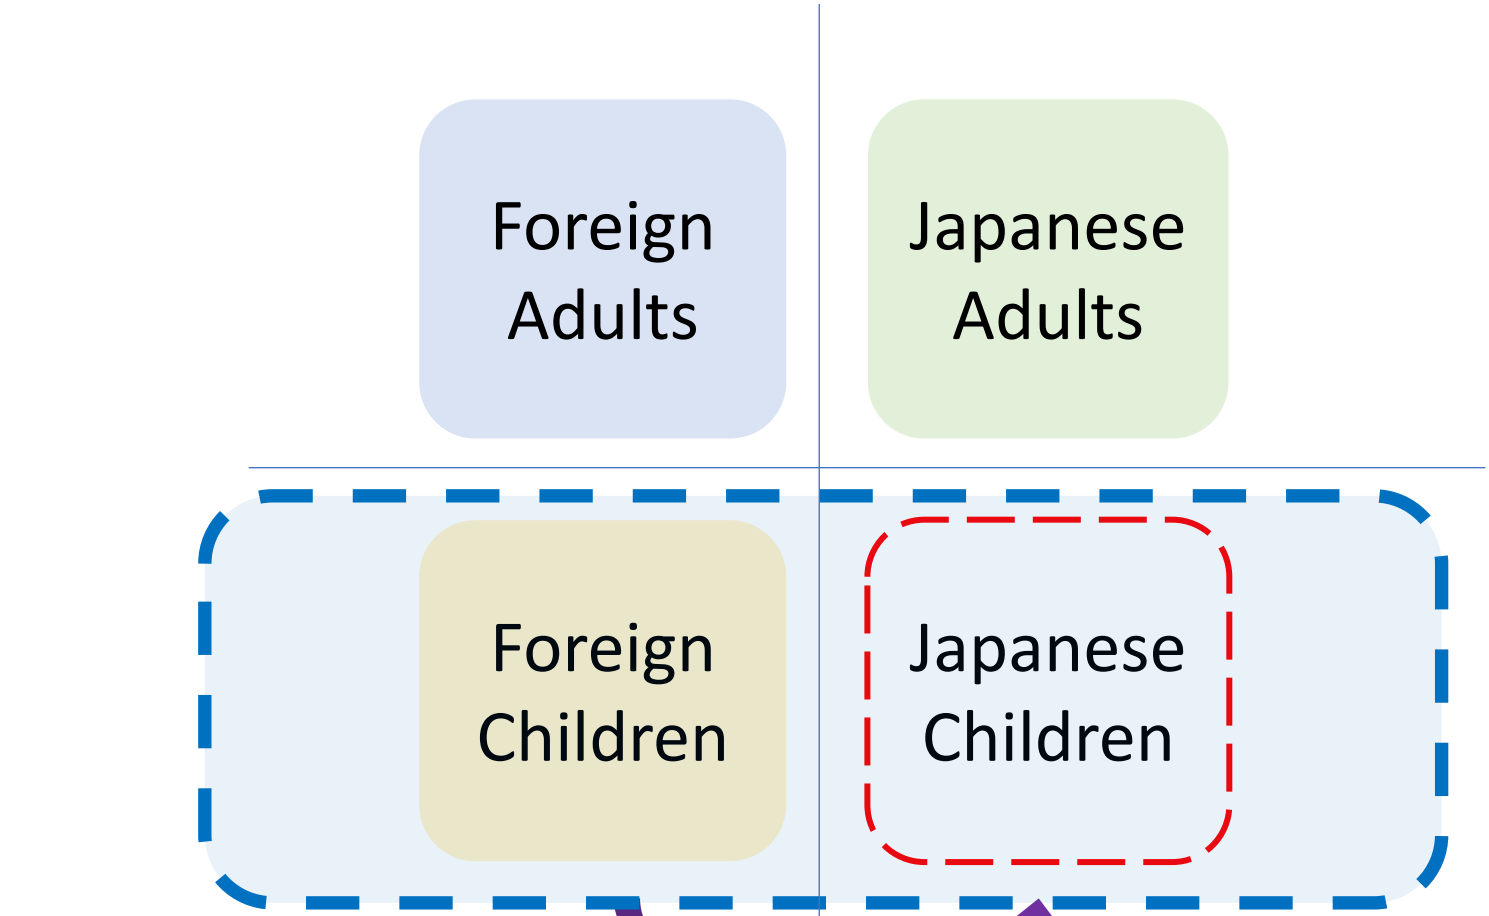 Foreign
Adults
Japanese
Adults
Foreign
Children
Japanese
Children